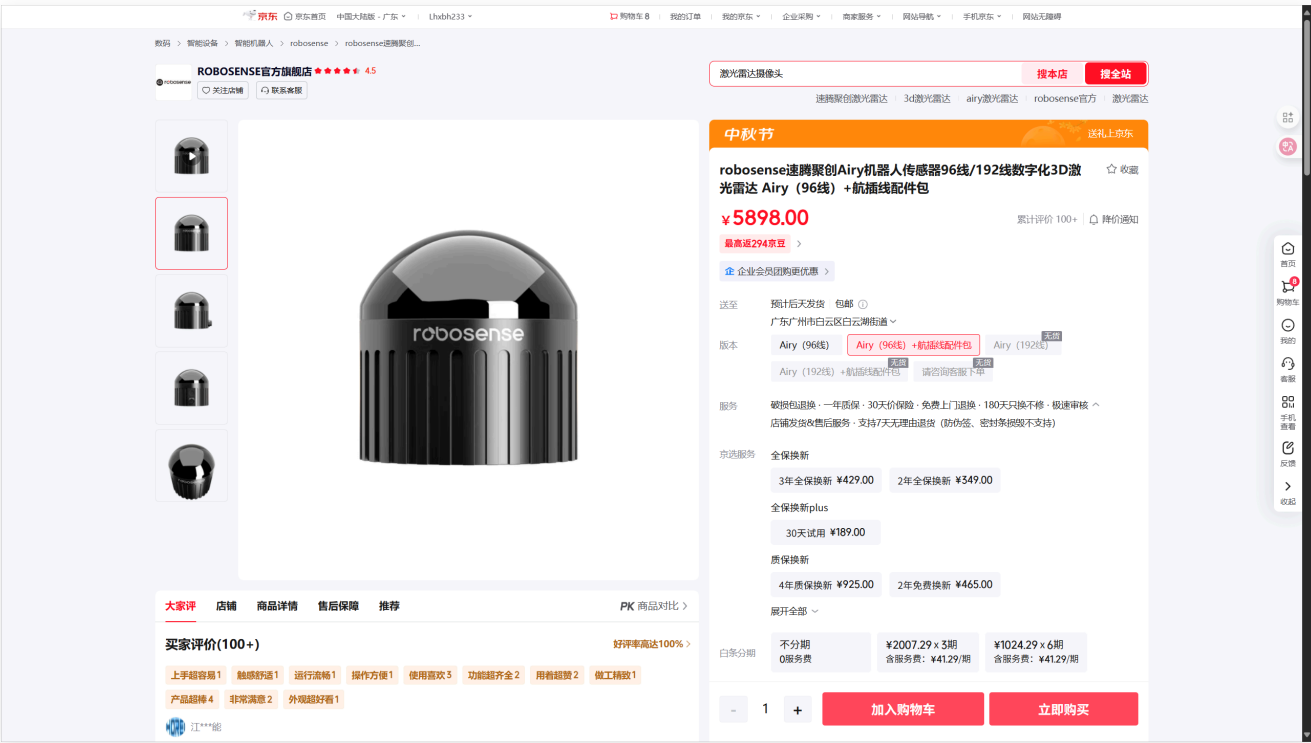 京东 京东首页 中国大陆版 - 广东 Lhxbh233 购物车 8 我的订单 我的京东 企业采购 商家服务 网站导航 手机京东 网站无障碍
数码 > 智能设备 > 智能机器人 > robosense > robosense速腾聚创...
robosense
ROBOSENSE官方旗舰店 4.5
关注店铺 联系客服
激光雷达摄像头 搜本店 搜全站
速腾聚创激光雷达 3d激光雷达 airy激光雷达 robosense官方 激光雷达
robosense
中秋节 送礼上京东
robosense速腾聚创Airy机器人传感器96线/192线数字化3D激
光雷达 Airy（96线）+航插线配件包
收藏
¥5898.00
累计评价 100+ 降价通知
最高返294京豆 >
企 企业会员团购更优惠 >
送至 预计后天发货 包邮
广东广州市白云区白云湖街道
版本 Airy（96线） Airy（96线）+航插线配件包 Airy（192线） 无货
Airy（192线）+航插线配件包 无货 请咨询客服下单 无货
服务 破损包退换 · 一年质保 · 30天价保险 · 免费上门退换 · 180天只换不修 · 极速审核
店铺发货&售后服务 · 支持7天无理由退货（防伪签、密封条损毁不支持）
京选服务 全保换新
3年全保换新 ¥429.00 2年全保换新 ¥349.00
全保换新plus
30天试用 ¥189.00
质保换新
4年质保换新 ¥925.00 2年免费换新 ¥465.00
展开全部
白条分期 不分期 ¥2007.29 x 3期 ¥1024.29 x 6期
0服务费 含服务费：¥41.29/期 含服务费：¥41.29/期
- 1 + 加入购物车 立即购买
大家评 店铺 商品详情 售后保障 推荐 PK 商品对比 >
买家评价(100+) 好评率高达100% >
上手超容易 1 触感舒适 1 运行流畅 1 操作方便 1 使用喜欢 3 功能超齐全 2 用着超赞 2 做工精致 1
产品超棒 4 非常满意 2 外观超好看 1
江***能
首页
8
购物车
我的
客服
手机
查看
反馈
收起